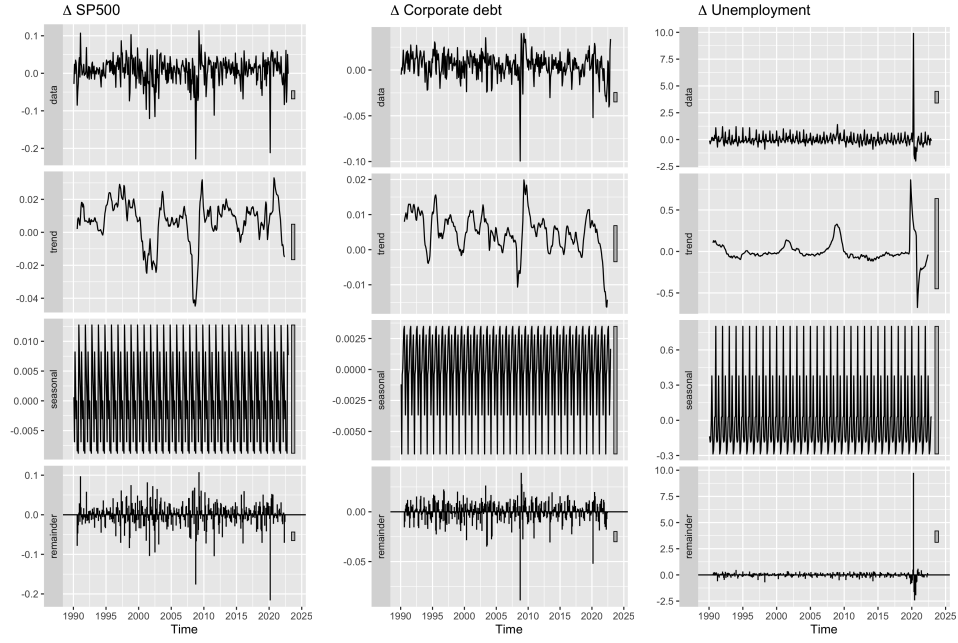 Δ SP500
0.1
0.0
-0.1
-0.2
data
0.02
0.00
-0.02
-0.04
trend
0.010
0.005
0.000
-0.005
seasonal
0.1
0.0
-0.1
-0.2
remainder
1990 1995 2000 2005 2010 2015 2020 2025
Time
Δ Corporate debt
0.00
-0.05
-0.10
data
0.02
0.01
0.00
-0.01
trend
0.0025
0.0000
-0.0025
-0.0050
seasonal
0.00
-0.05
remainder
1990 1995 2000 2005 2010 2015 2020 2025
Time
Δ Unemployment
10.0
7.5
5.0
2.5
0.0
-2.5
data
0.5
0.0
-0.5
trend
0.6
0.3
0.0
-0.3
seasonal
10.0
7.5
5.0
2.5
0.0
-2.5
remainder
1990 1995 2000 2005 2010 2015 2020 2025
Time